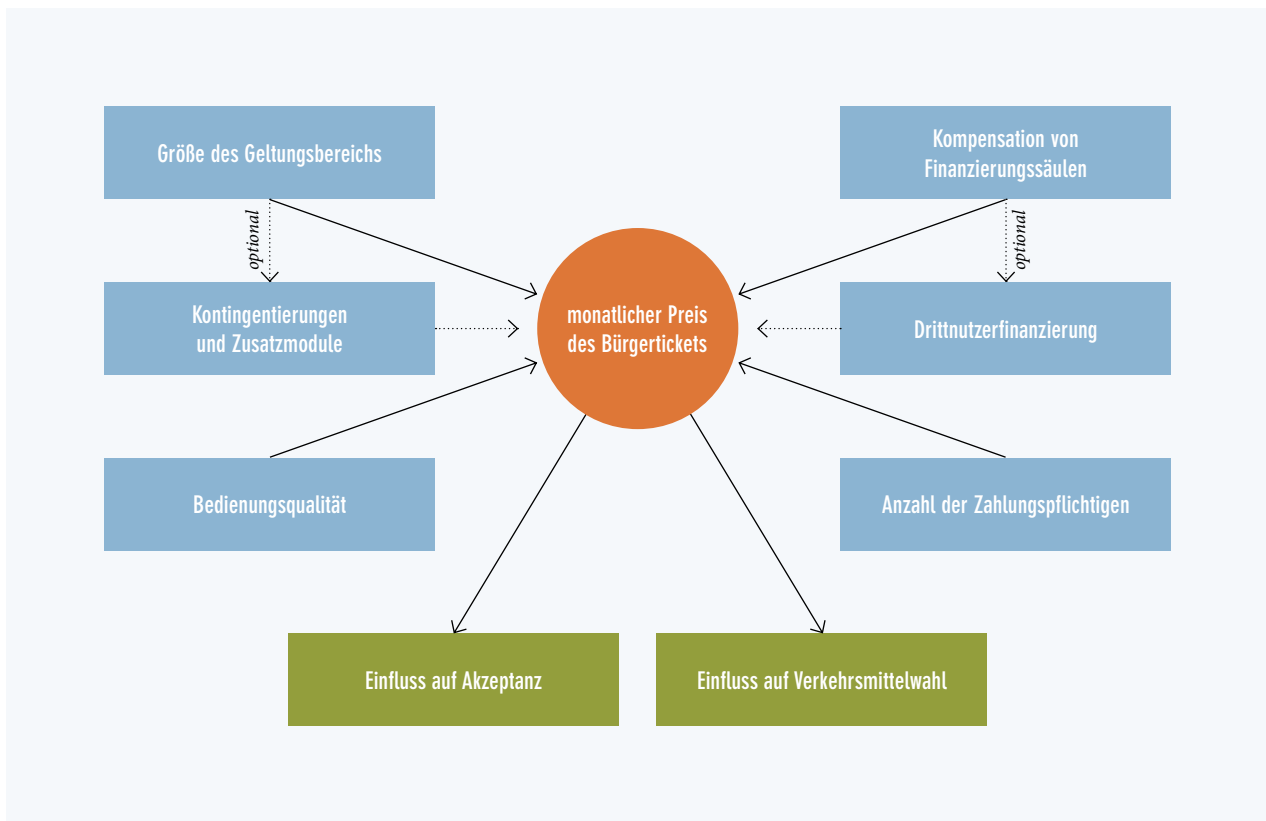 Größe des Geltungsbereichs
Kompensation von
Finanzierungssäulen
optional
optional
Kontingentierungen
und Zusatzmodule
monatlicher Preis
des Bürgertickets
Drittnutzerfinanzierung
Bedienungsqualität
Anzahl der Zahlungspflichtigen
Einfluss auf Akzeptanz
Einfluss auf Verkehrsmittelwahl